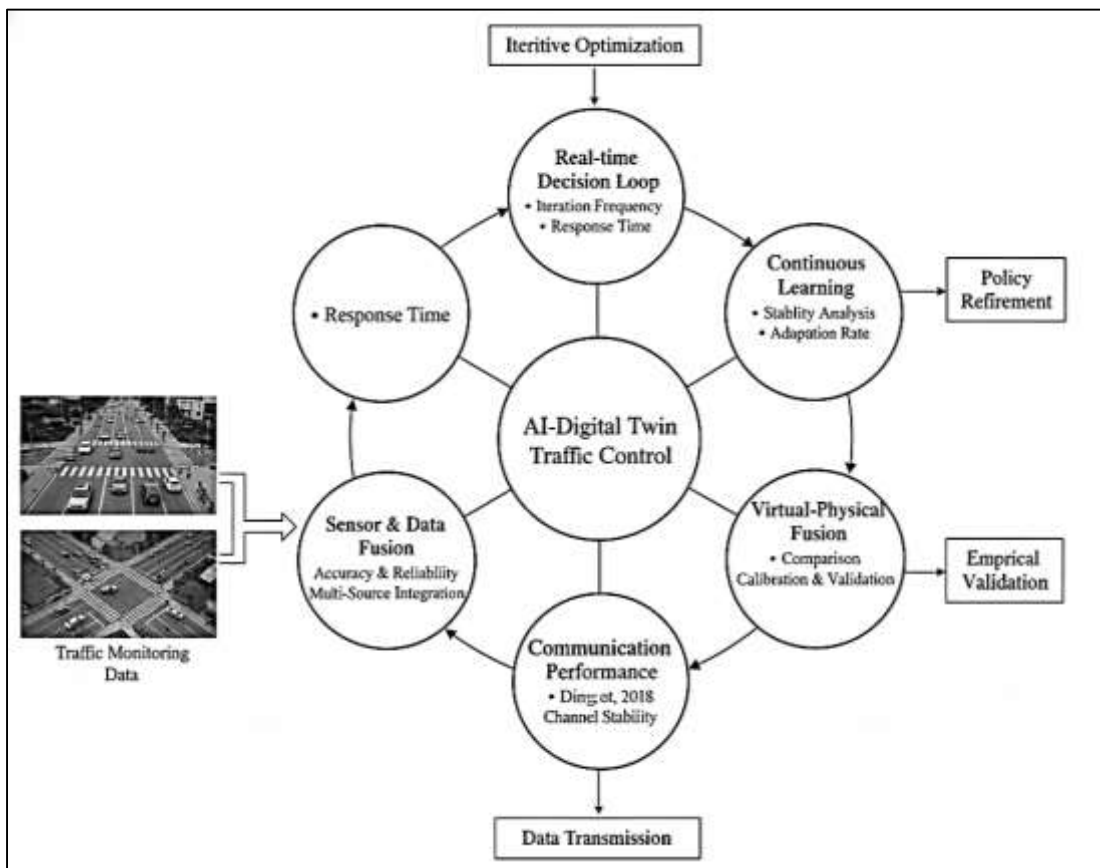 Iteritive Optimization
Real-time
Decision Loop
• Iteration Frequency
• Response Time
Continuous
Learning
• Stablity Analysis
• Adapation Rate
Policy
Refirement
• Response Time
AI-Digital Twin
Traffic Control
Sensor & Data
Fusion
Accuracy & Reliability
Multi-Source Integration
Virtual-Physical
Fusion
• Comparison
Calibration & Validation
Emprical
Validation
Traffic Monitoring
Data
Communication
Performance
• Ding et, 2018
Channel Stability
Data Transmission